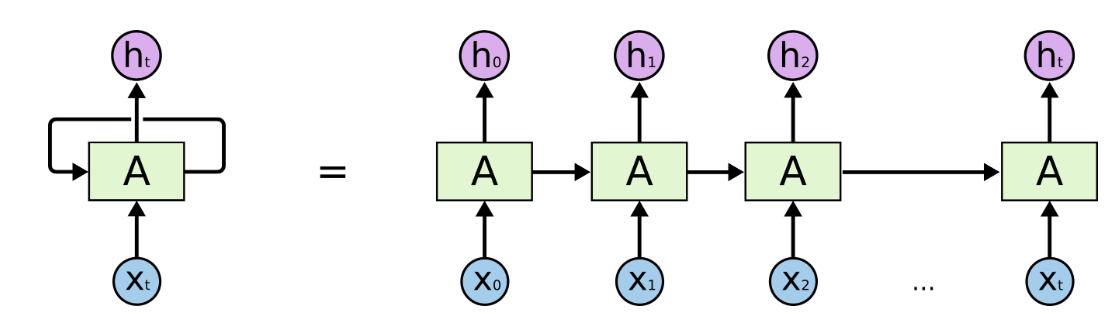 hₜ h₀ h₁ h₂ hₜ
A = A A A A
xₜ x₀ x₁ x₂ ... xₜ